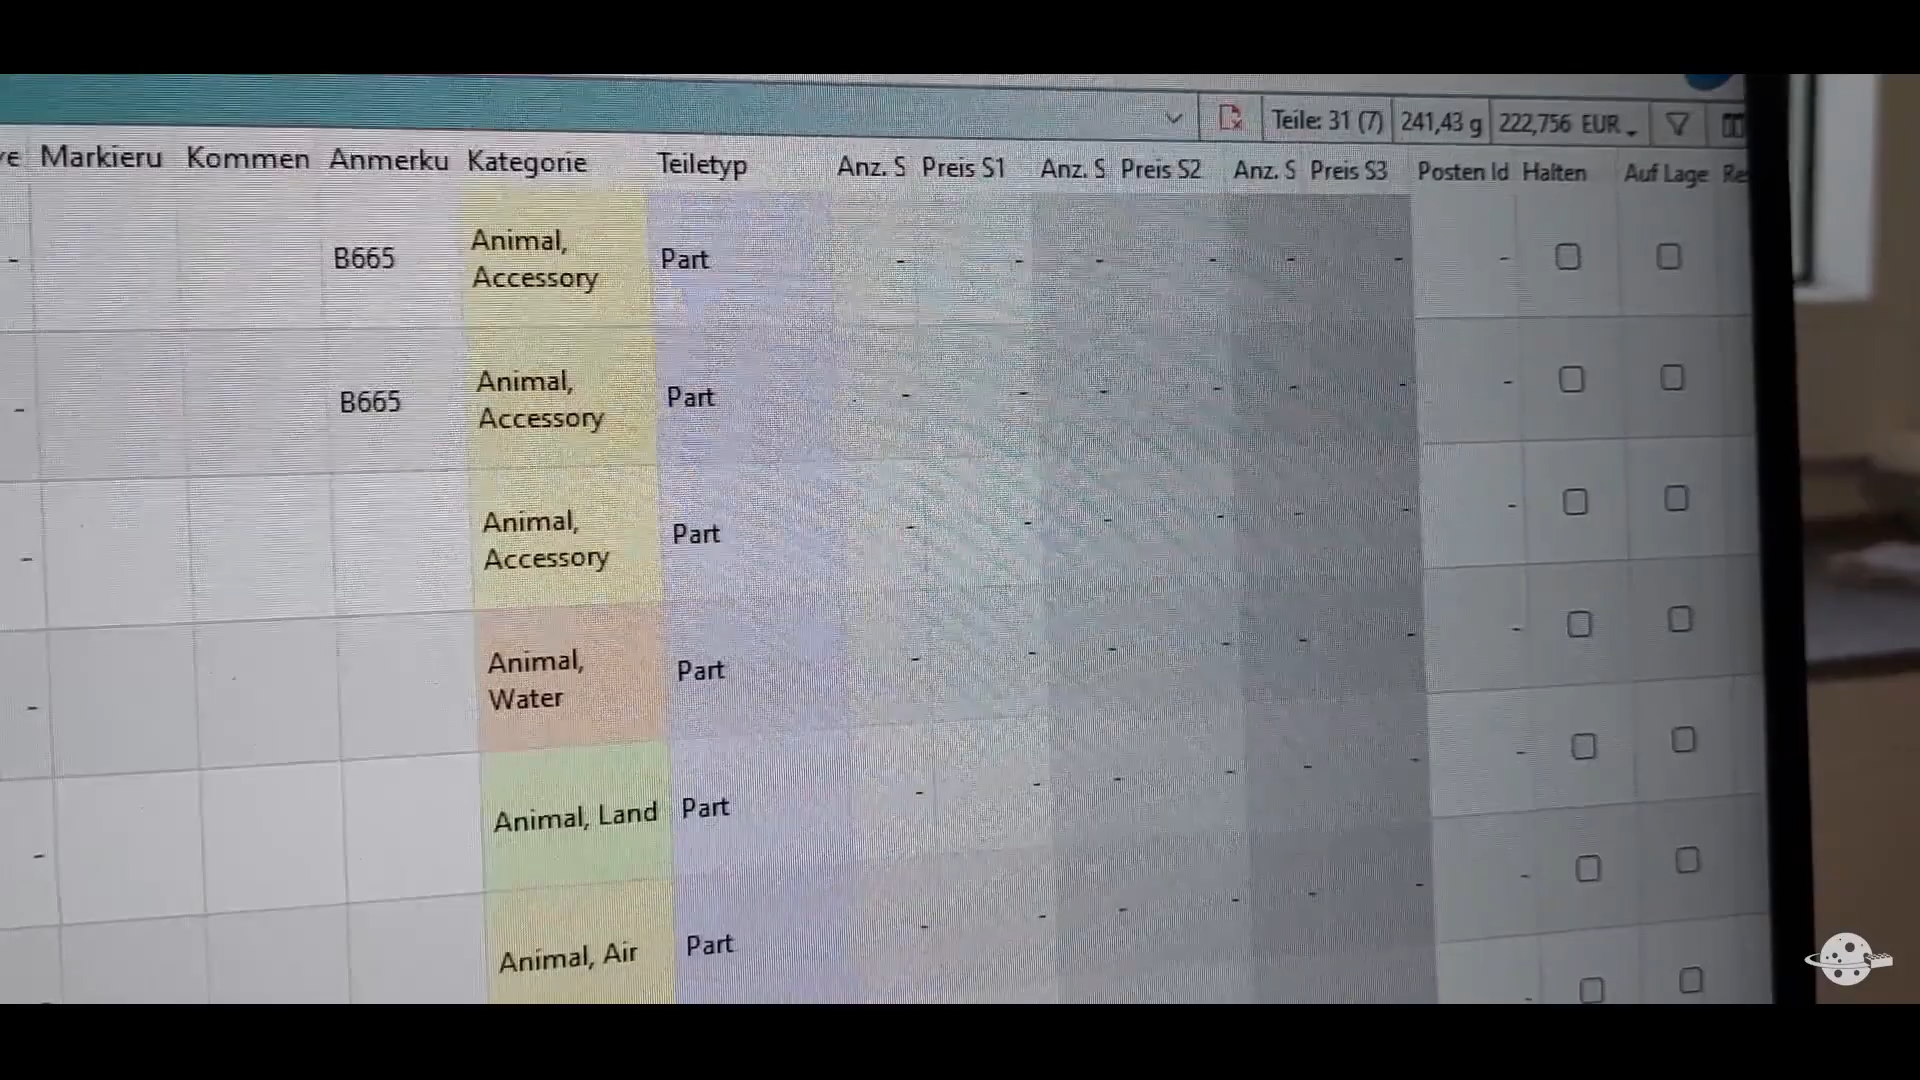 Teile: 31 (7) 241,43 g 222,756 EUR
Markieru Kommen Anmerku Kategorie Teiletyp Anz. S Preis S1 Anz. S Preis S2 Anz. S Preis S3 Posten Id Halten Auf Lage Re
- B665 Animal, Part - - - - - - -
Accessory
- B665 Animal, Part - - - - - - -
Accessory
- Animal, Part - - - - - - -
Accessory
- Animal, Part - - - - - - -
Water
- Animal, Land Part - - - - - - -
Animal, Air Part - - - - - - -
-